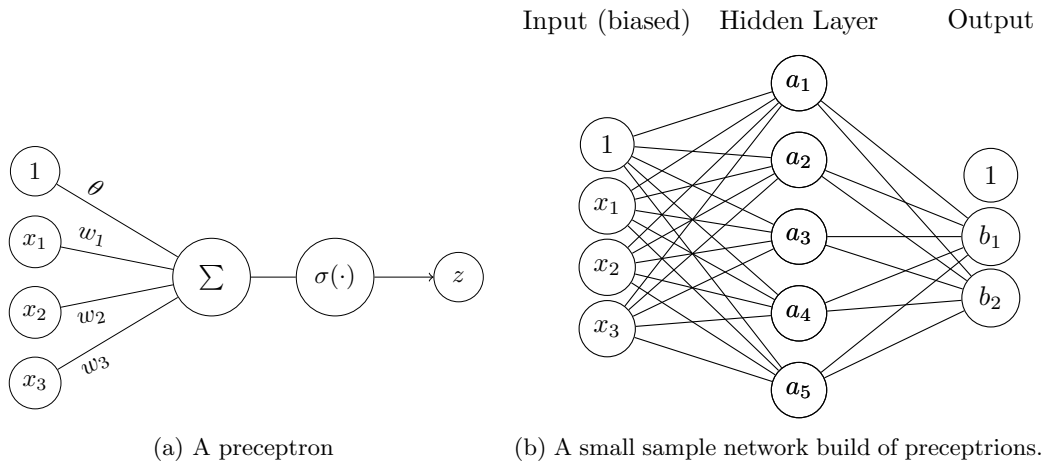 1
x₁
x₂
x₃
θ
w₁
w₂
w₃
∑
σ(·)
z
(a) A preceptron
Input (biased)
Hidden Layer
Output
1
x₁
x₂
x₃
a₁
a₂
a₃
a₄
a₅
1
b₁
b₂
(b) A small sample network build of preceptrions.